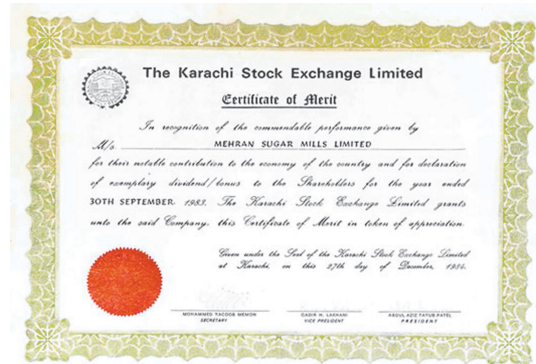 The Karachi Stock Exchange Limited
Certificate of Merit
In recognition of the commendable performance given by
M/s. MEHRAN SUGAR MILLS LIMITED
for their notable contribution to the economy of the country and for declaration
of exemplary dividend/bonus to the Shareholders for the year ended
30TH SEPTEMBER 1983. The Karachi Stock Exchange Limited grants
unto the said Company, this Certificate of Merit in token of appreciation.
Given under the Seal of the Karachi Stock Exchange Limited
at Karachi, on this 27th day of December, 1984.
MOHAMMED YACOOB MEMON
SECRETARY
VICE PRESIDENT
ABDUL AZIZ TAYUB PATEL
PRESIDENT